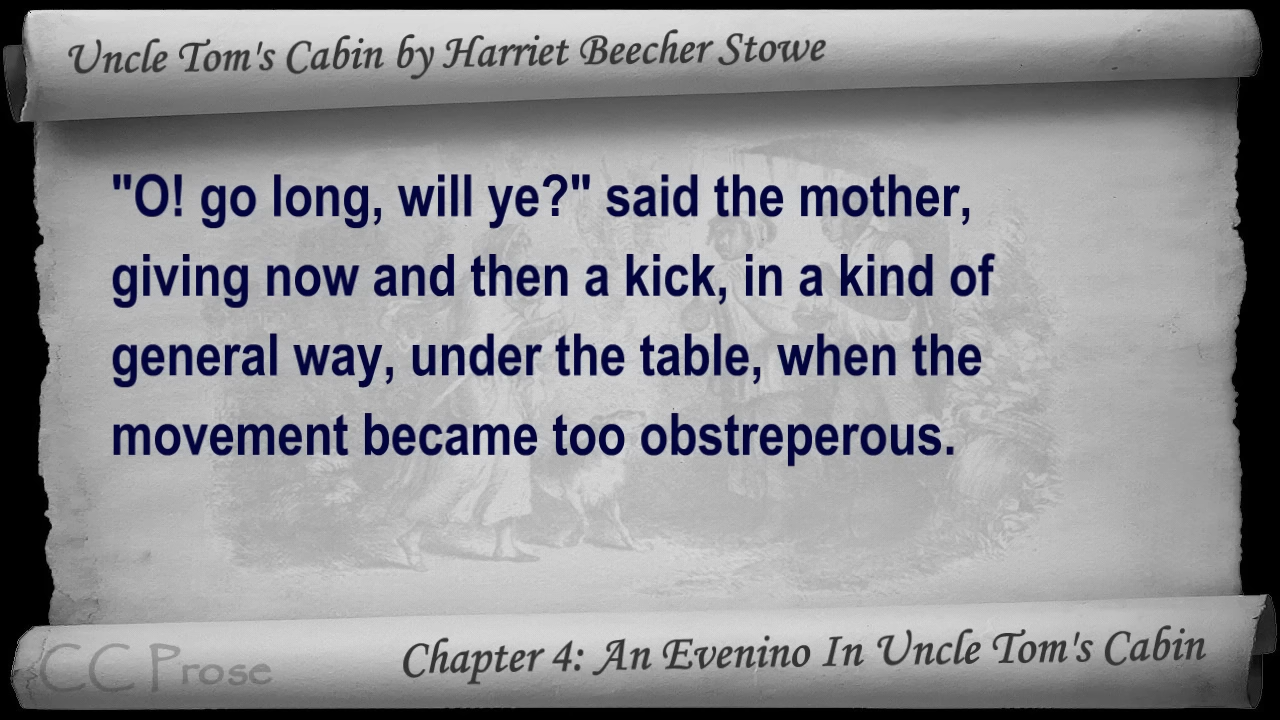 Uncle Tom's Cabin by Harriet Beecher Stowe
"O! go long, will ye?" said the mother,
giving now and then a kick, in a kind of
general way, under the table, when the
movement became too obstreperous.
CC Prose
Chapter 4: An Evenino In Uncle Tom's Cabin